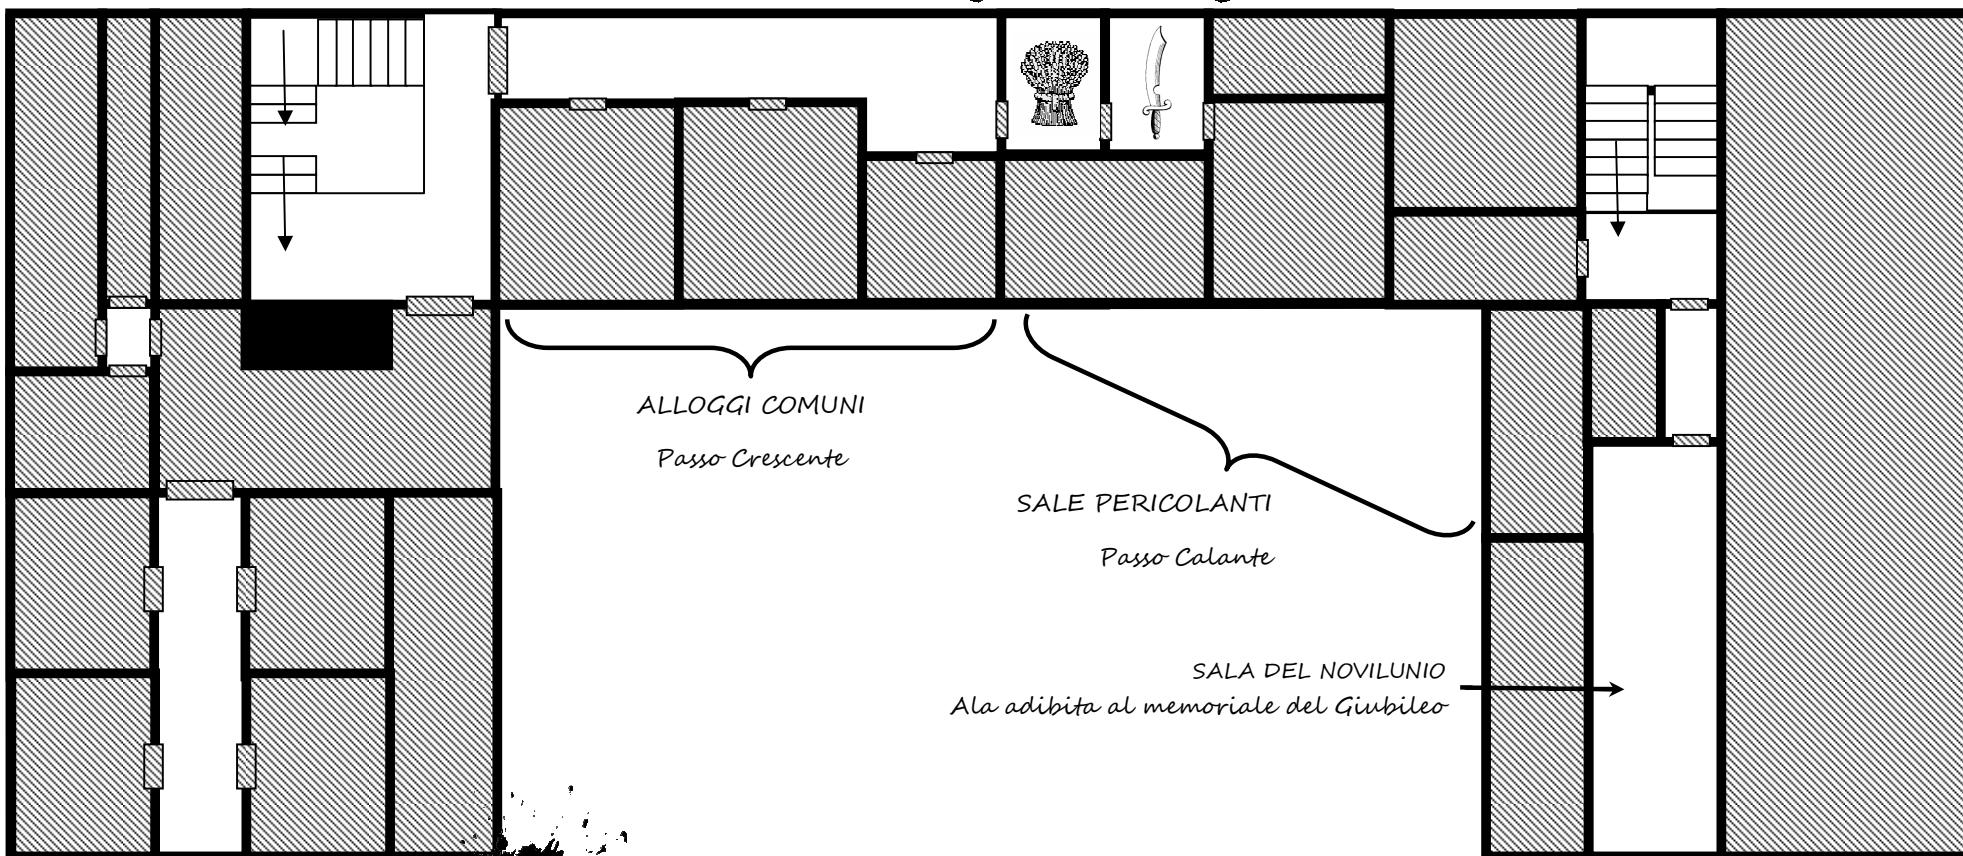 ALLOGGI COMUNI
Passo Crescente
SALE PERICOLANTI
Passo Calante
SALA DEL NOVILUNIO
Ala adibita al memoriale del Giubileo